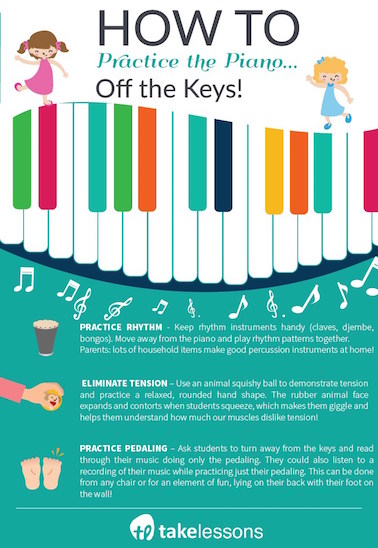 HOW TO
Practice the Piano...
Off the Keys!
PRACTICE RHYTHM - Keep rhythm instruments handy (claves, djembe,
bongos). Move away from the piano and play rhythm patterns together.
Parents: lots of household items make good percussion instruments at home!
ELIMINATE TENSION – Use an animal squishy ball to demonstrate tension
and practice a relaxed, rounded hand shape. The rubber animal face
expands and contorts when students squeeze, which makes them giggle and
helps them understand how much our muscles dislike tension!
PRACTICE PEDALING – Ask students to turn away from the keys and read
through their music doing only the pedaling. They could also listen to a
recording of their music while practicing just their pedaling. This can be done
from any chair or for an element of fun, lying on their back with their foot on
the wall!
tl takelessons